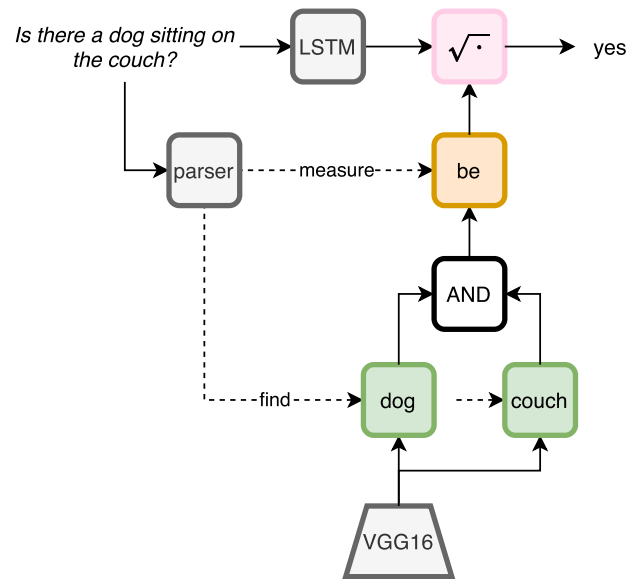 Is there a dog sitting on
the couch?
LSTM
√·
yes
parser
measure
be
AND
find
dog
couch
VGG16